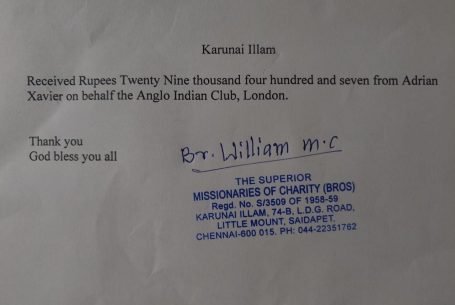 Karunai Illam
Received Rupees Twenty Nine thousand four hundred and seven from Adrian
Xavier on behalf the Anglo Indian Club, London.
Thank you
God bless you all
Br. William m.c
THE SUPERIOR
MISSIONARIES OF CHARITY (BROS)
Regd. No. S/3509 OF 1958-59
KARUNAI ILLAM, 74-B, L.D.G. ROAD,
LITTLE MOUNT, SAIDAPET.
CHENNAI-600 015. PH: 044-22351762